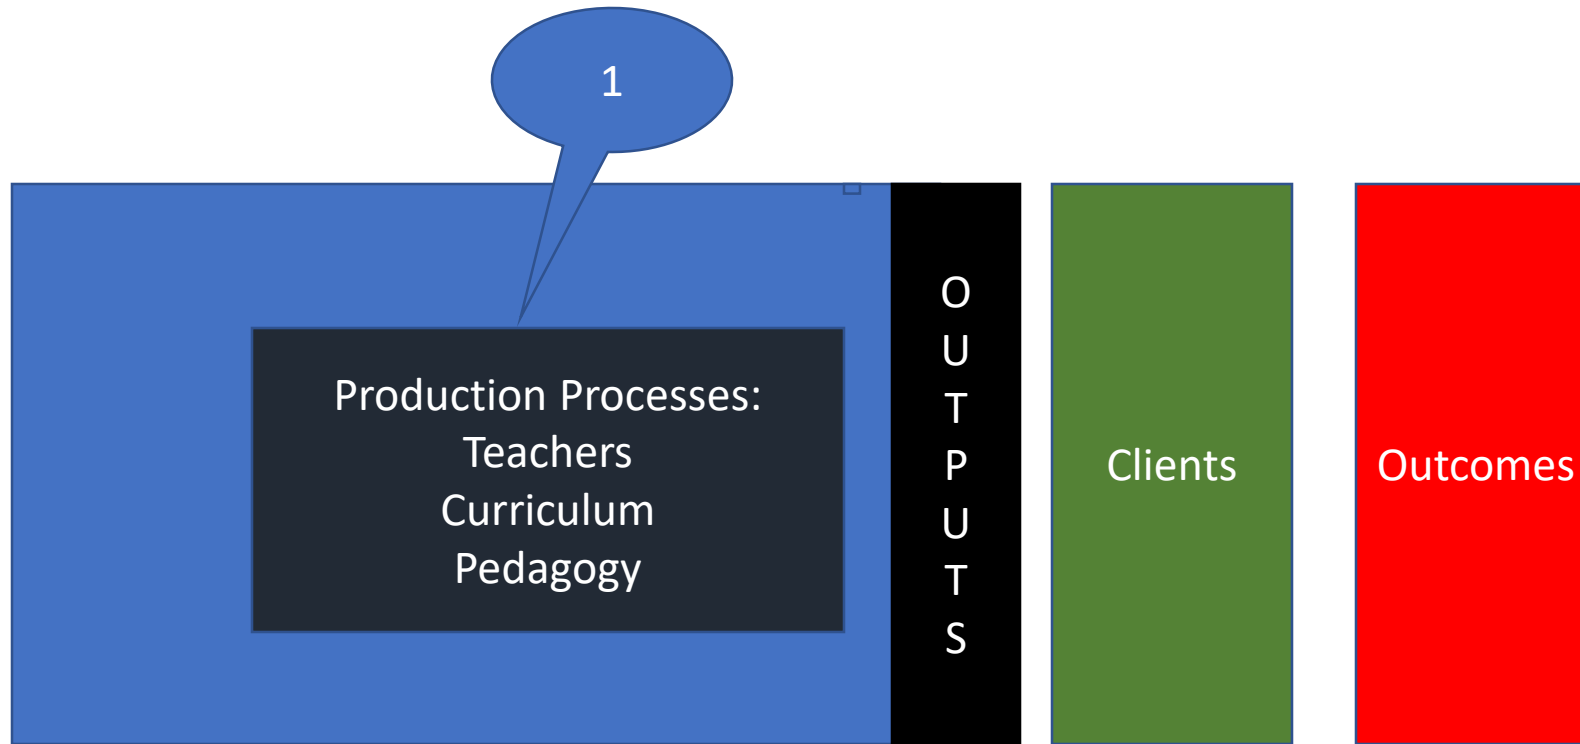 1
Production Processes:
Teachers
Curriculum
Pedagogy
O
U
T
P
U
T
S
Clients
Outcomes